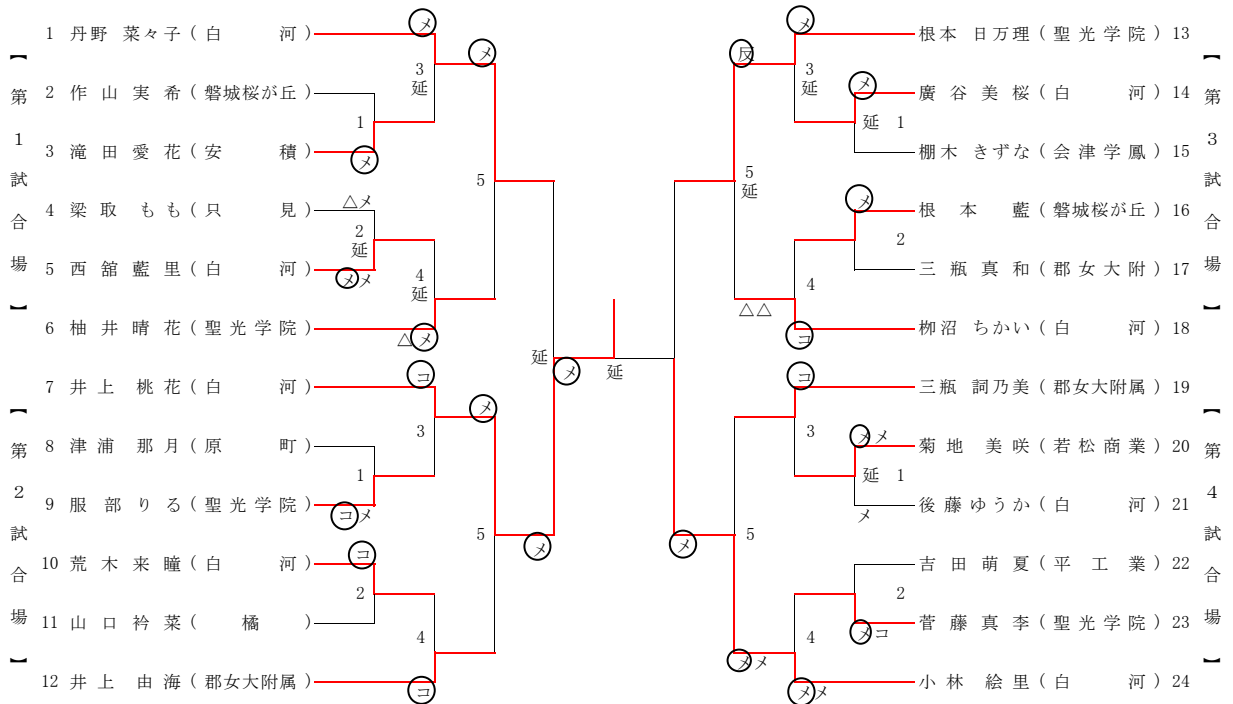 【第1試合場】
1 丹野 菜々子（白　　河）
メ
メ
3
延
2 作山実希（磐城桜が丘）
1
3 滝田愛花（安　　積）
メ
5
4 梁取 もも（只　　見）
△メ
2
延
5 西舘藍里（白　　河）
メメ
4
延
6 柚井晴花（聖光学院）
△メ
【第2試合場】
7 井上 桃花（白　　河）
コ
メ
3
8 津浦 那月（原　　町）
1
9 服部りる（聖光学院）
コメ
5
メ
10 荒木来瞳（白　　河）
コ
2
11 山口衿菜（　橘　）
4
12 井上 由海（郡女大附属）
コ
延
メ
延
【第3試合場】
メ
根本 日万理（聖光学院）13
反
3
延
メ
廣谷美桜（白　　河）14
延 1
棚木 きずな（会津学鳳）15
5
延
メ
根本　藍（磐城桜が丘）16
2
三瓶真和（郡女大附）17
4
△△
コ
栁沼 ちかい（白　　河）18
【第4試合場】
コ
三瓶 詞乃美（郡女大附属）19
3
メメ
菊地 美咲（若松商業）20
延 1
後藤ゆうか（白　　河）21
メ
メ
5
吉田萌夏（平工業）22
2
菅藤真李（聖光学院）23
メコ
4
メメ
小林 絵里（白　　河）24
メメ